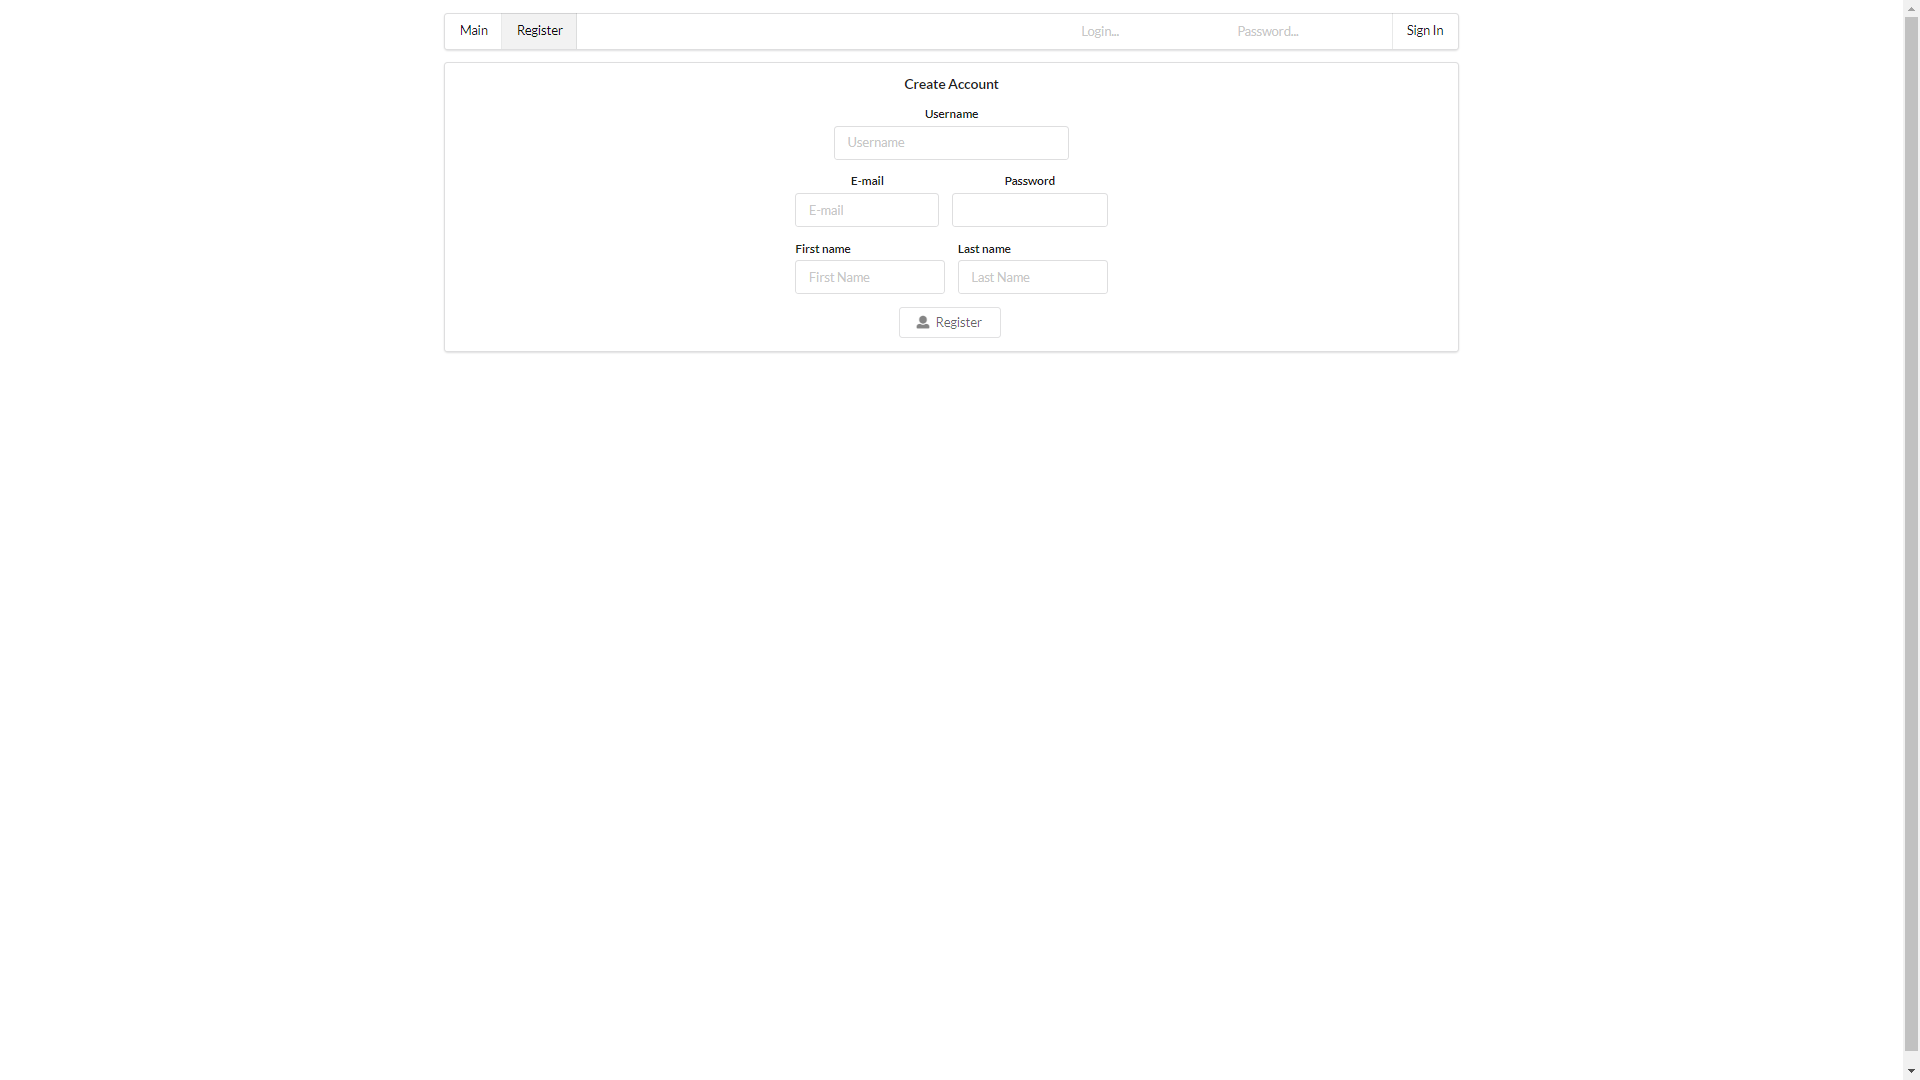 Main Register Login... Password... Sign In
Create Account
Username
Username
E-mail Password
E-mail
First name Last name
First Name Last Name
Register